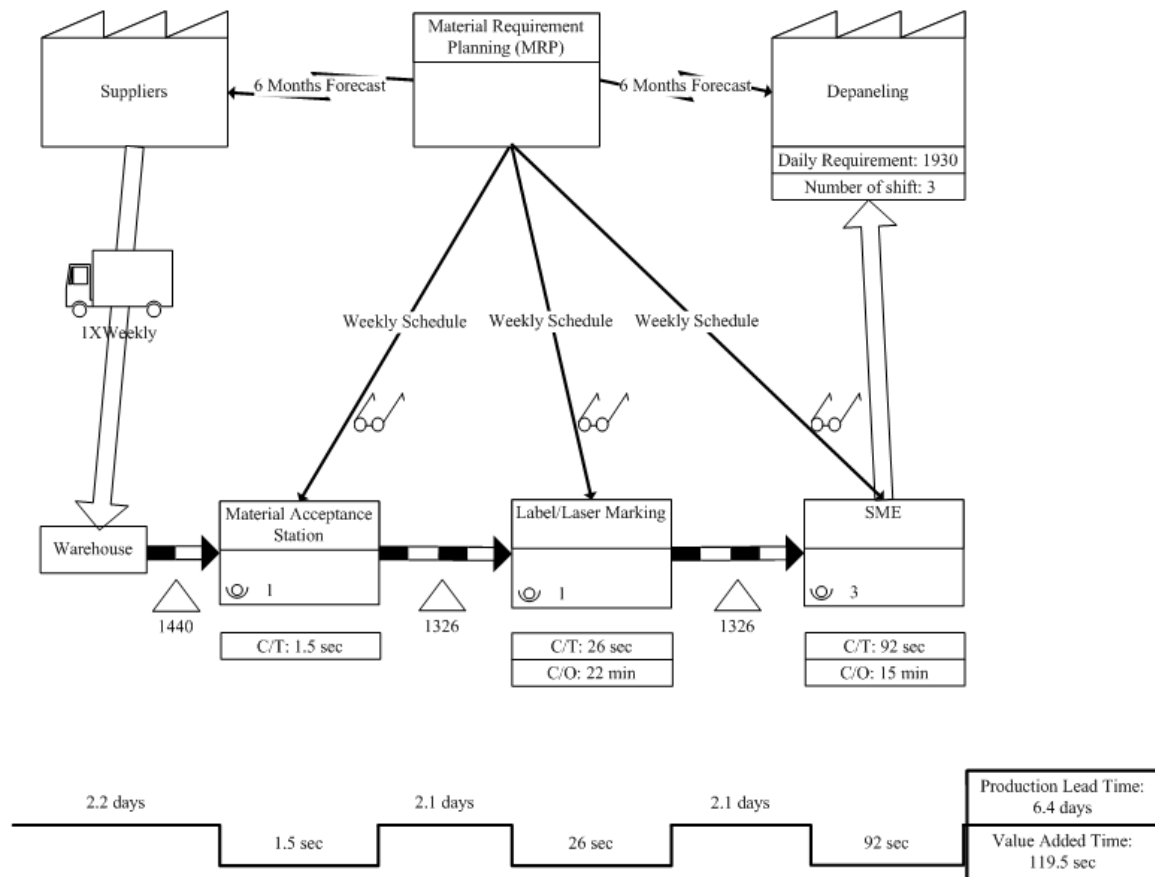 Material Requirement
Planning (MRP)
Suppliers
6 Months Forecast
6 Months Forecast
Depaneling
Daily Requirement: 1930
Number of shift: 3
1XWeekly
Weekly Schedule
Weekly Schedule
Weekly Schedule
Warehouse
Material Acceptance
Station
1
Label/Laser Marking
1
SME
3
1440
1326
1326
C/T: 1.5 sec
C/T: 26 sec
C/O: 22 min
C/T: 92 sec
C/O: 15 min
2.2 days
2.1 days
2.1 days
1.5 sec
26 sec
92 sec
Production Lead Time:
6.4 days
Value Added Time:
119.5 sec